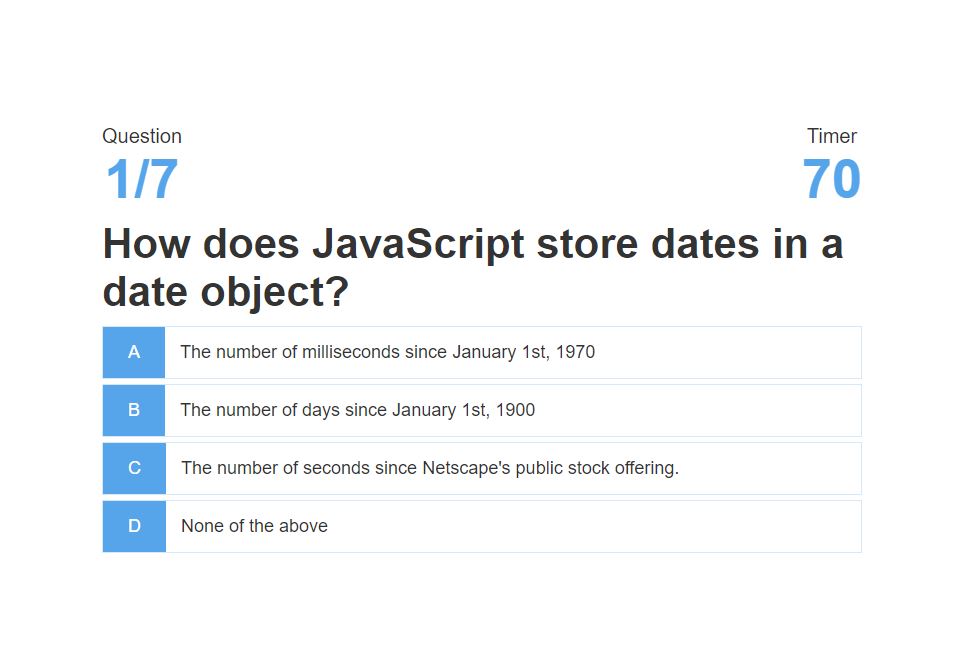 Question
Timer
1/7
70
How does JavaScript store dates in a
date object?
A
The number of milliseconds since January 1st, 1970
B
The number of days since January 1st, 1900
C
The number of seconds since Netscape's public stock offering.
D
None of the above